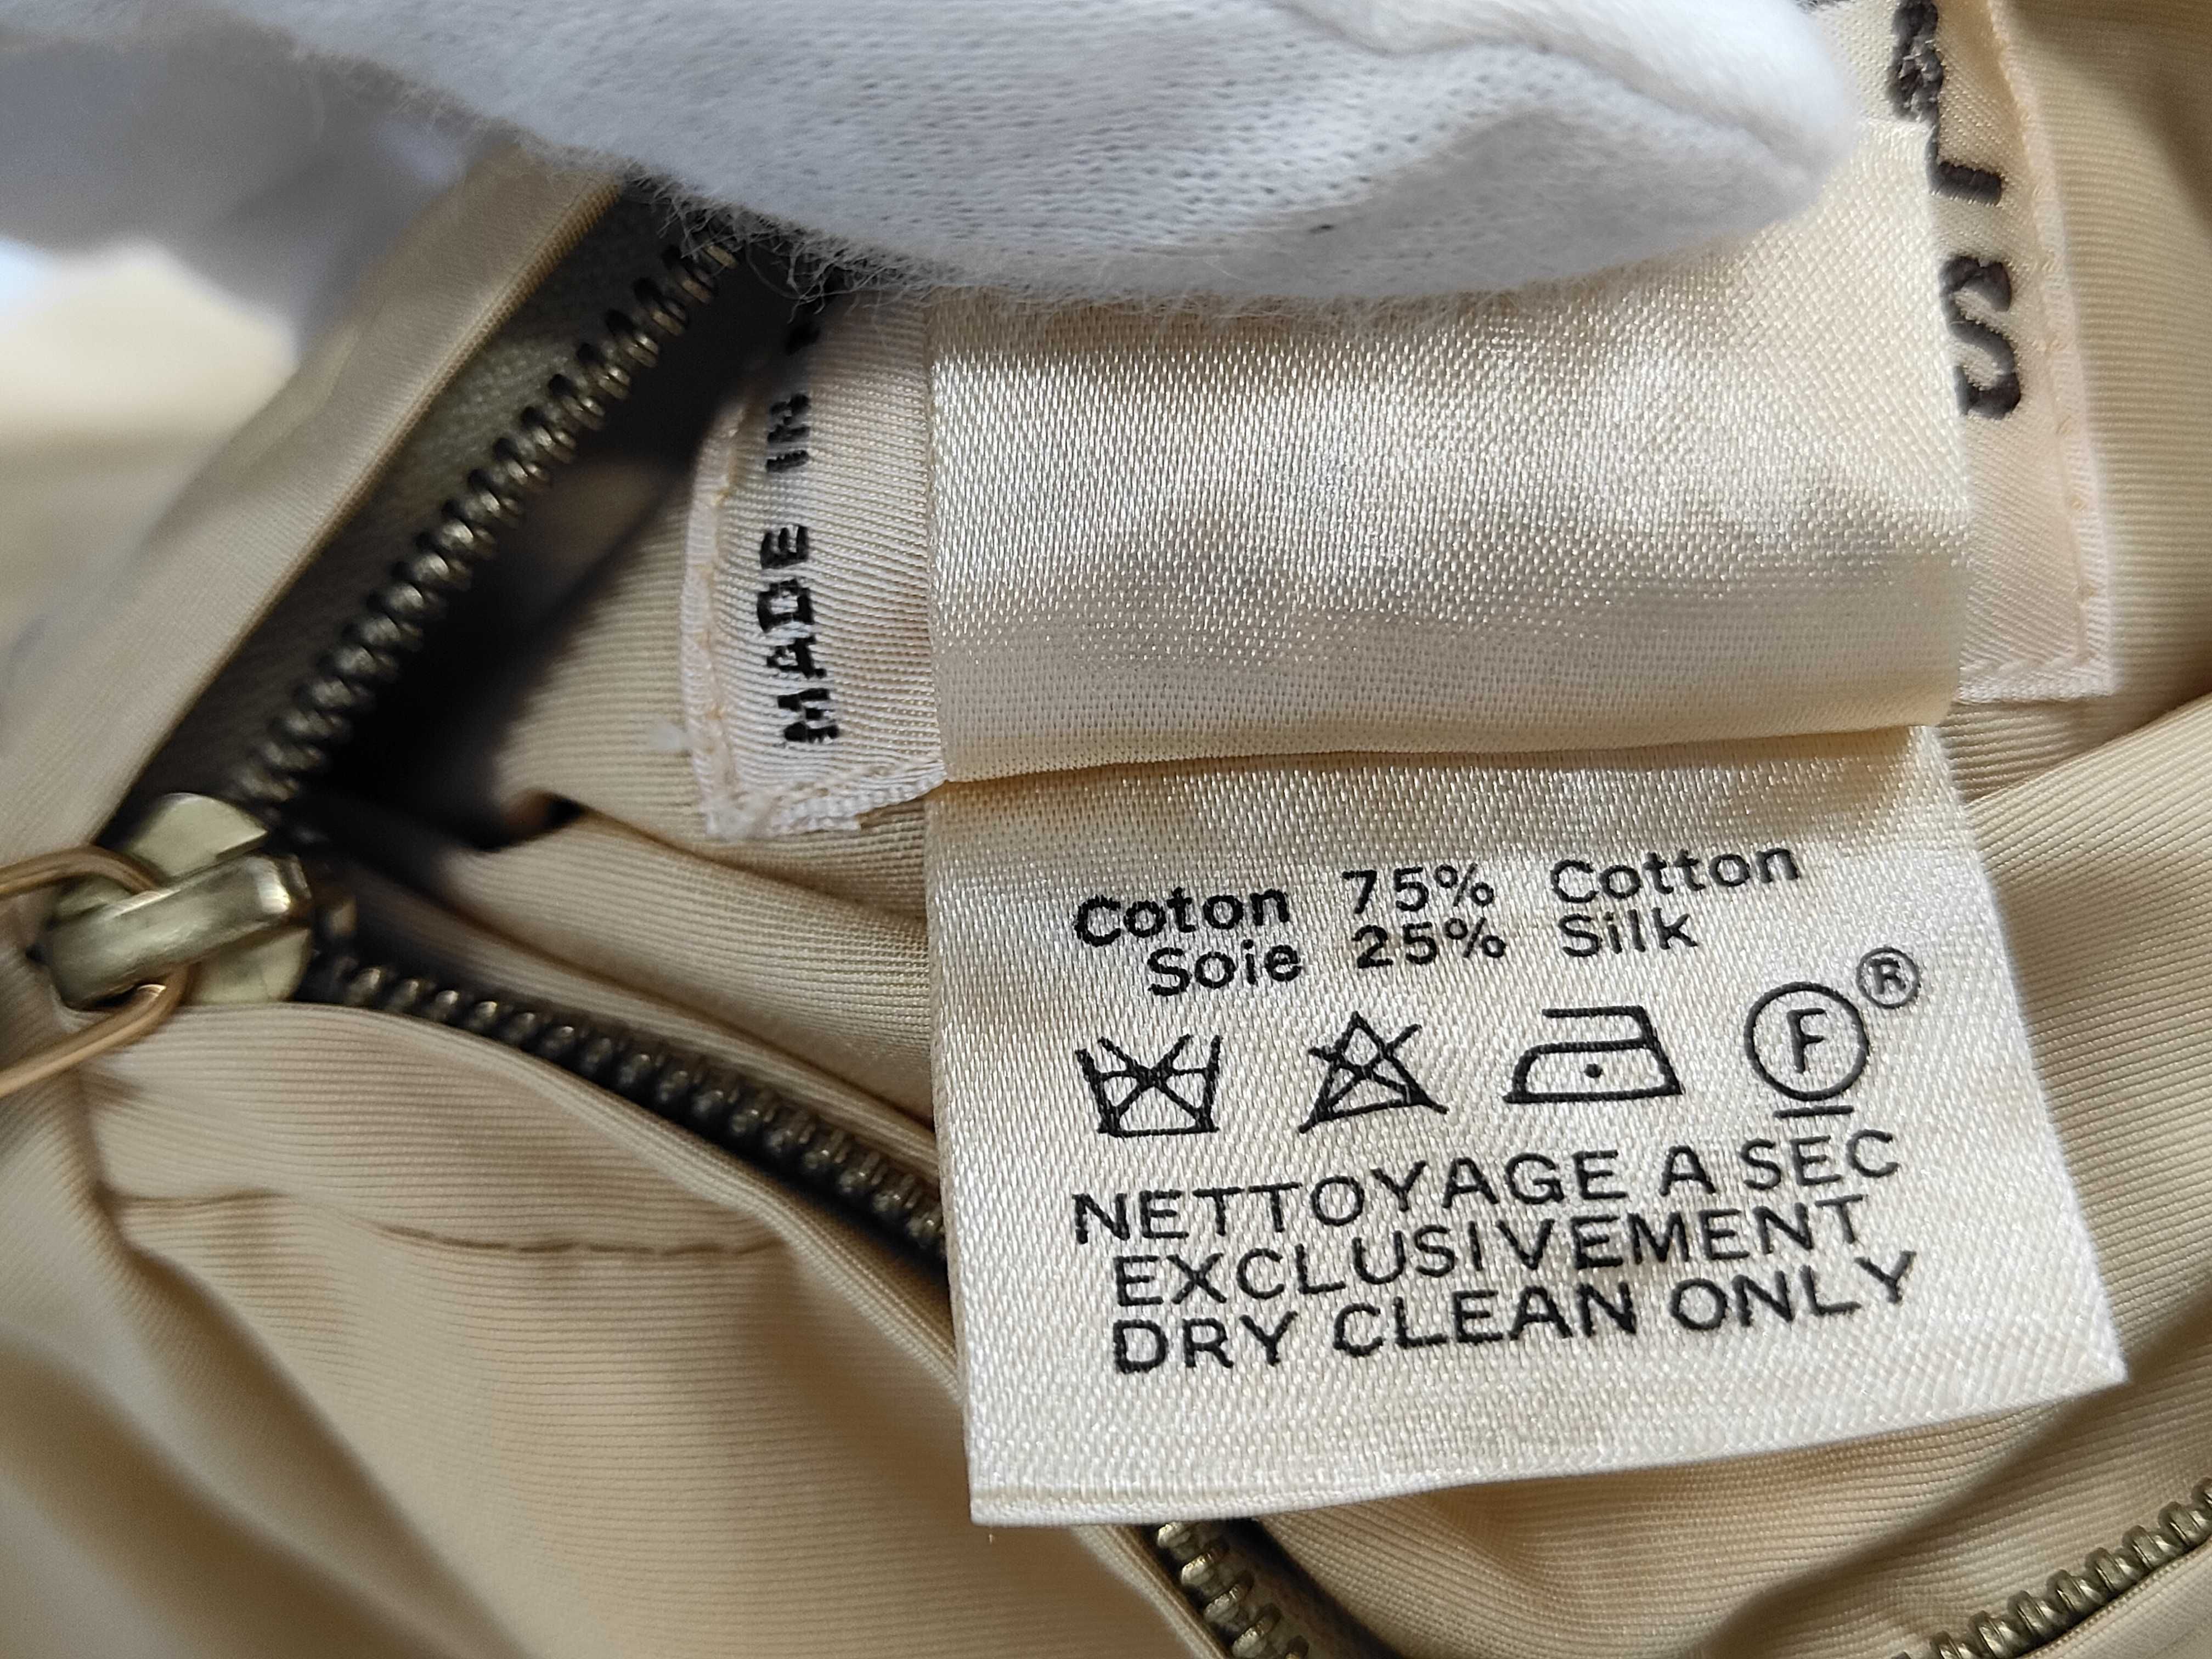 MADE IN
Coton 75% Cotton
Soie 25% Silk
F ®
NETTOYAGE A SEC
EXCLUSIVEMENT
DRY CLEAN ONLY